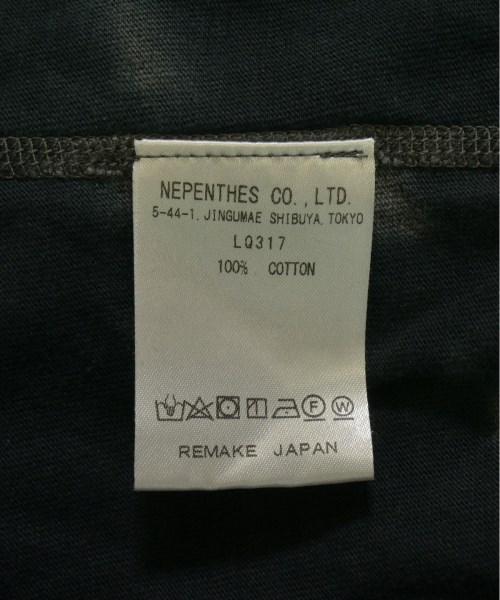 NEPENTHES CO.,LTD.
5-44-1, JINGUMAE SHIBUYA, TOKYO
LQ317
100% COTTON
F W
REMAKE JAPAN